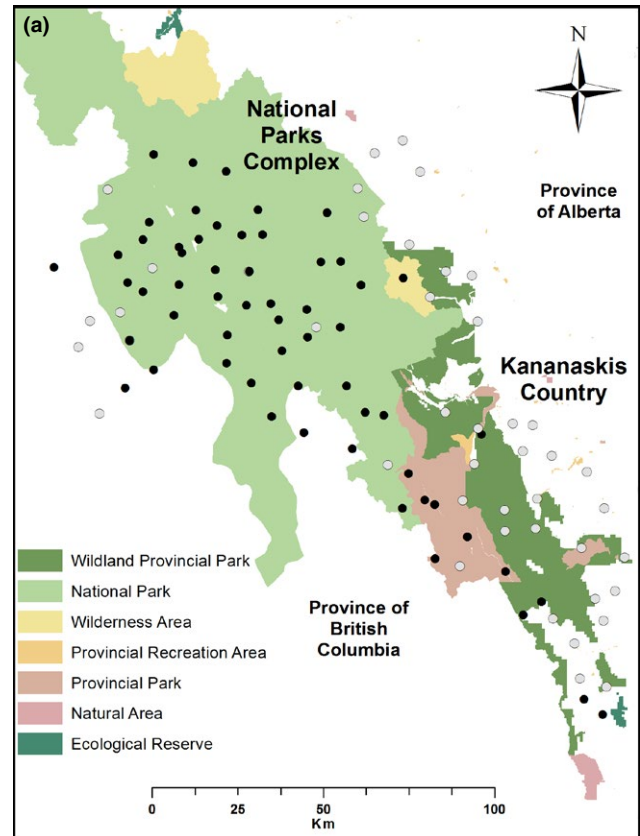 (a)
N
National
Parks
Complex
Province
of Alberta
Kananaskis
Country
Province of
British
Columbia
Wildland Provincial Park
National Park
Wilderness Area
Provincial Recreation Area
Provincial Park
Natural Area
Ecological Reserve
0 25 50 100
Km